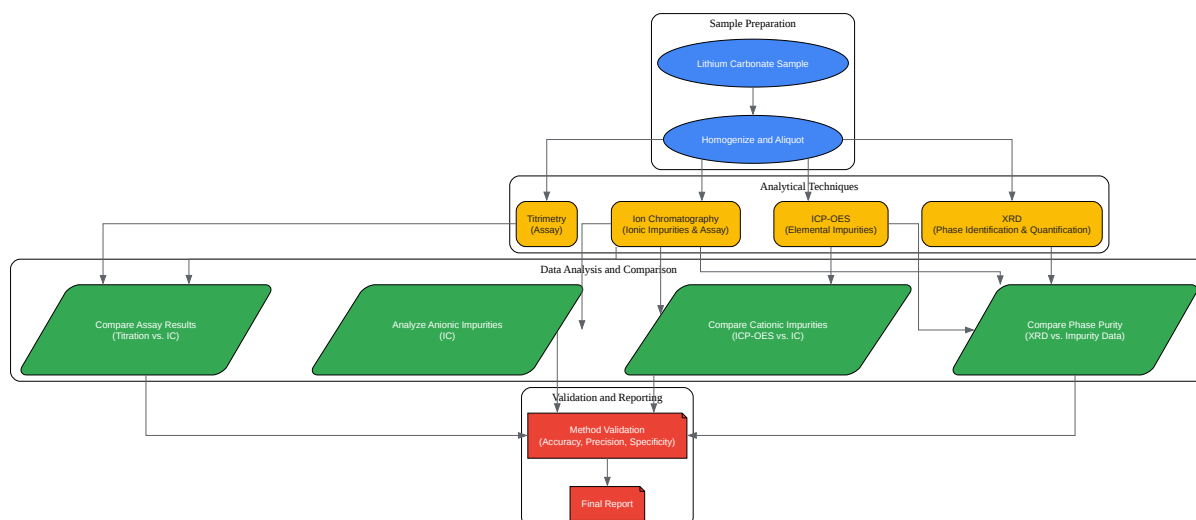 Sample Preparation
Lithium Carbonate Sample
Homogenize and Aliquot
Analytical Techniques
Titrimetry
(Assay)
Ion Chromatography
(Ionic Impurities & Assay)
ICP-OES
(Elemental Impurities)
XRD
(Phase Identification & Quantification)
Data Analysis and Comparison
Compare Assay Results
(Titration vs. IC)
Analyze Anionic Impurities
(IC)
Compare Cationic Impurities
(ICP-OES vs. IC)
Compare Phase Purity
(XRD vs. Impurity Data)
Validation and Reporting
Method Validation
(Accuracy, Precision, Specificity)
Final Report